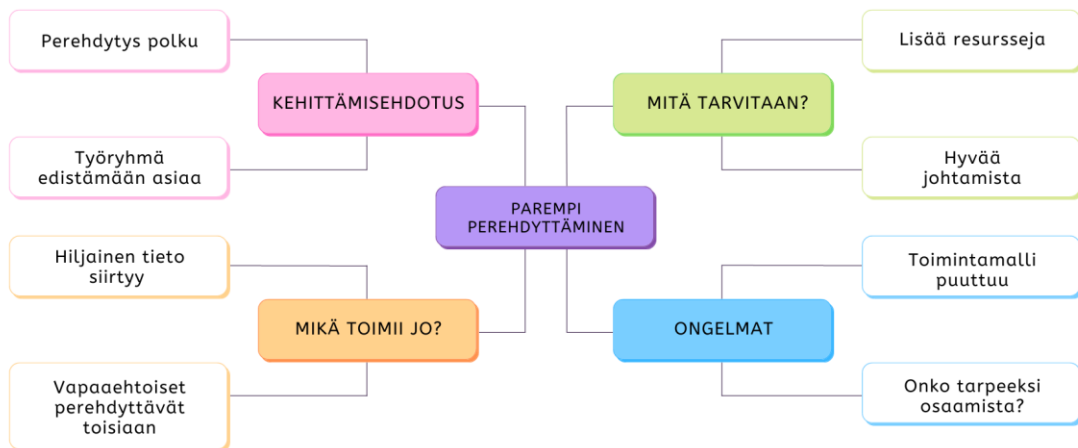 Perehdytys polku
KEHITTÄMISEHDOTUS
Työryhmä
edistämään asiaa
Lisää resursseja
MITÄ TARVITAAN?
Hyvää
johtamista
PAREMPI
PEREHDYTTÄMINEN
Hiljainen tieto
siirtyy
MIKÄ TOIMII JO?
Vapaaehtoiset
perehdyttävät
toisiaan
Toimintamalli
puuttuu
ONGELMAT
Onko tarpeeksi
osaamista?